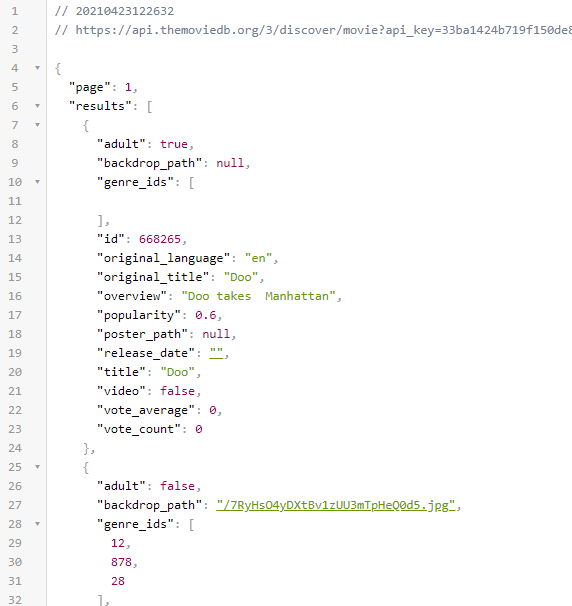 1 // 20210423122632
2 // https://api.themoviedb.org/3/discover/movie?api_key=33ba1424b719f150de8
3
4 {
5 "page": 1,
6 "results": [
7 {
8 "adult": true,
9 "backdrop_path": null,
10 "genre_ids": [
11
12 ],
13 "id": 668265,
14 "original_language": "en",
15 "original_title": "Doo",
16 "overview": "Doo takes  Manhattan",
17 "popularity": 0.6,
18 "poster_path": null,
19 "release_date": "",
20 "title": "Doo",
21 "video": false,
22 "vote_average": 0,
23 "vote_count": 0
24 },
25 {
26 "adult": false,
27 "backdrop_path": "/7RyHsO4yDXtBv1zUU3mTpHeQ0d5.jpg",
28 "genre_ids": [
29 12,
30 878,
31 28
32 ],